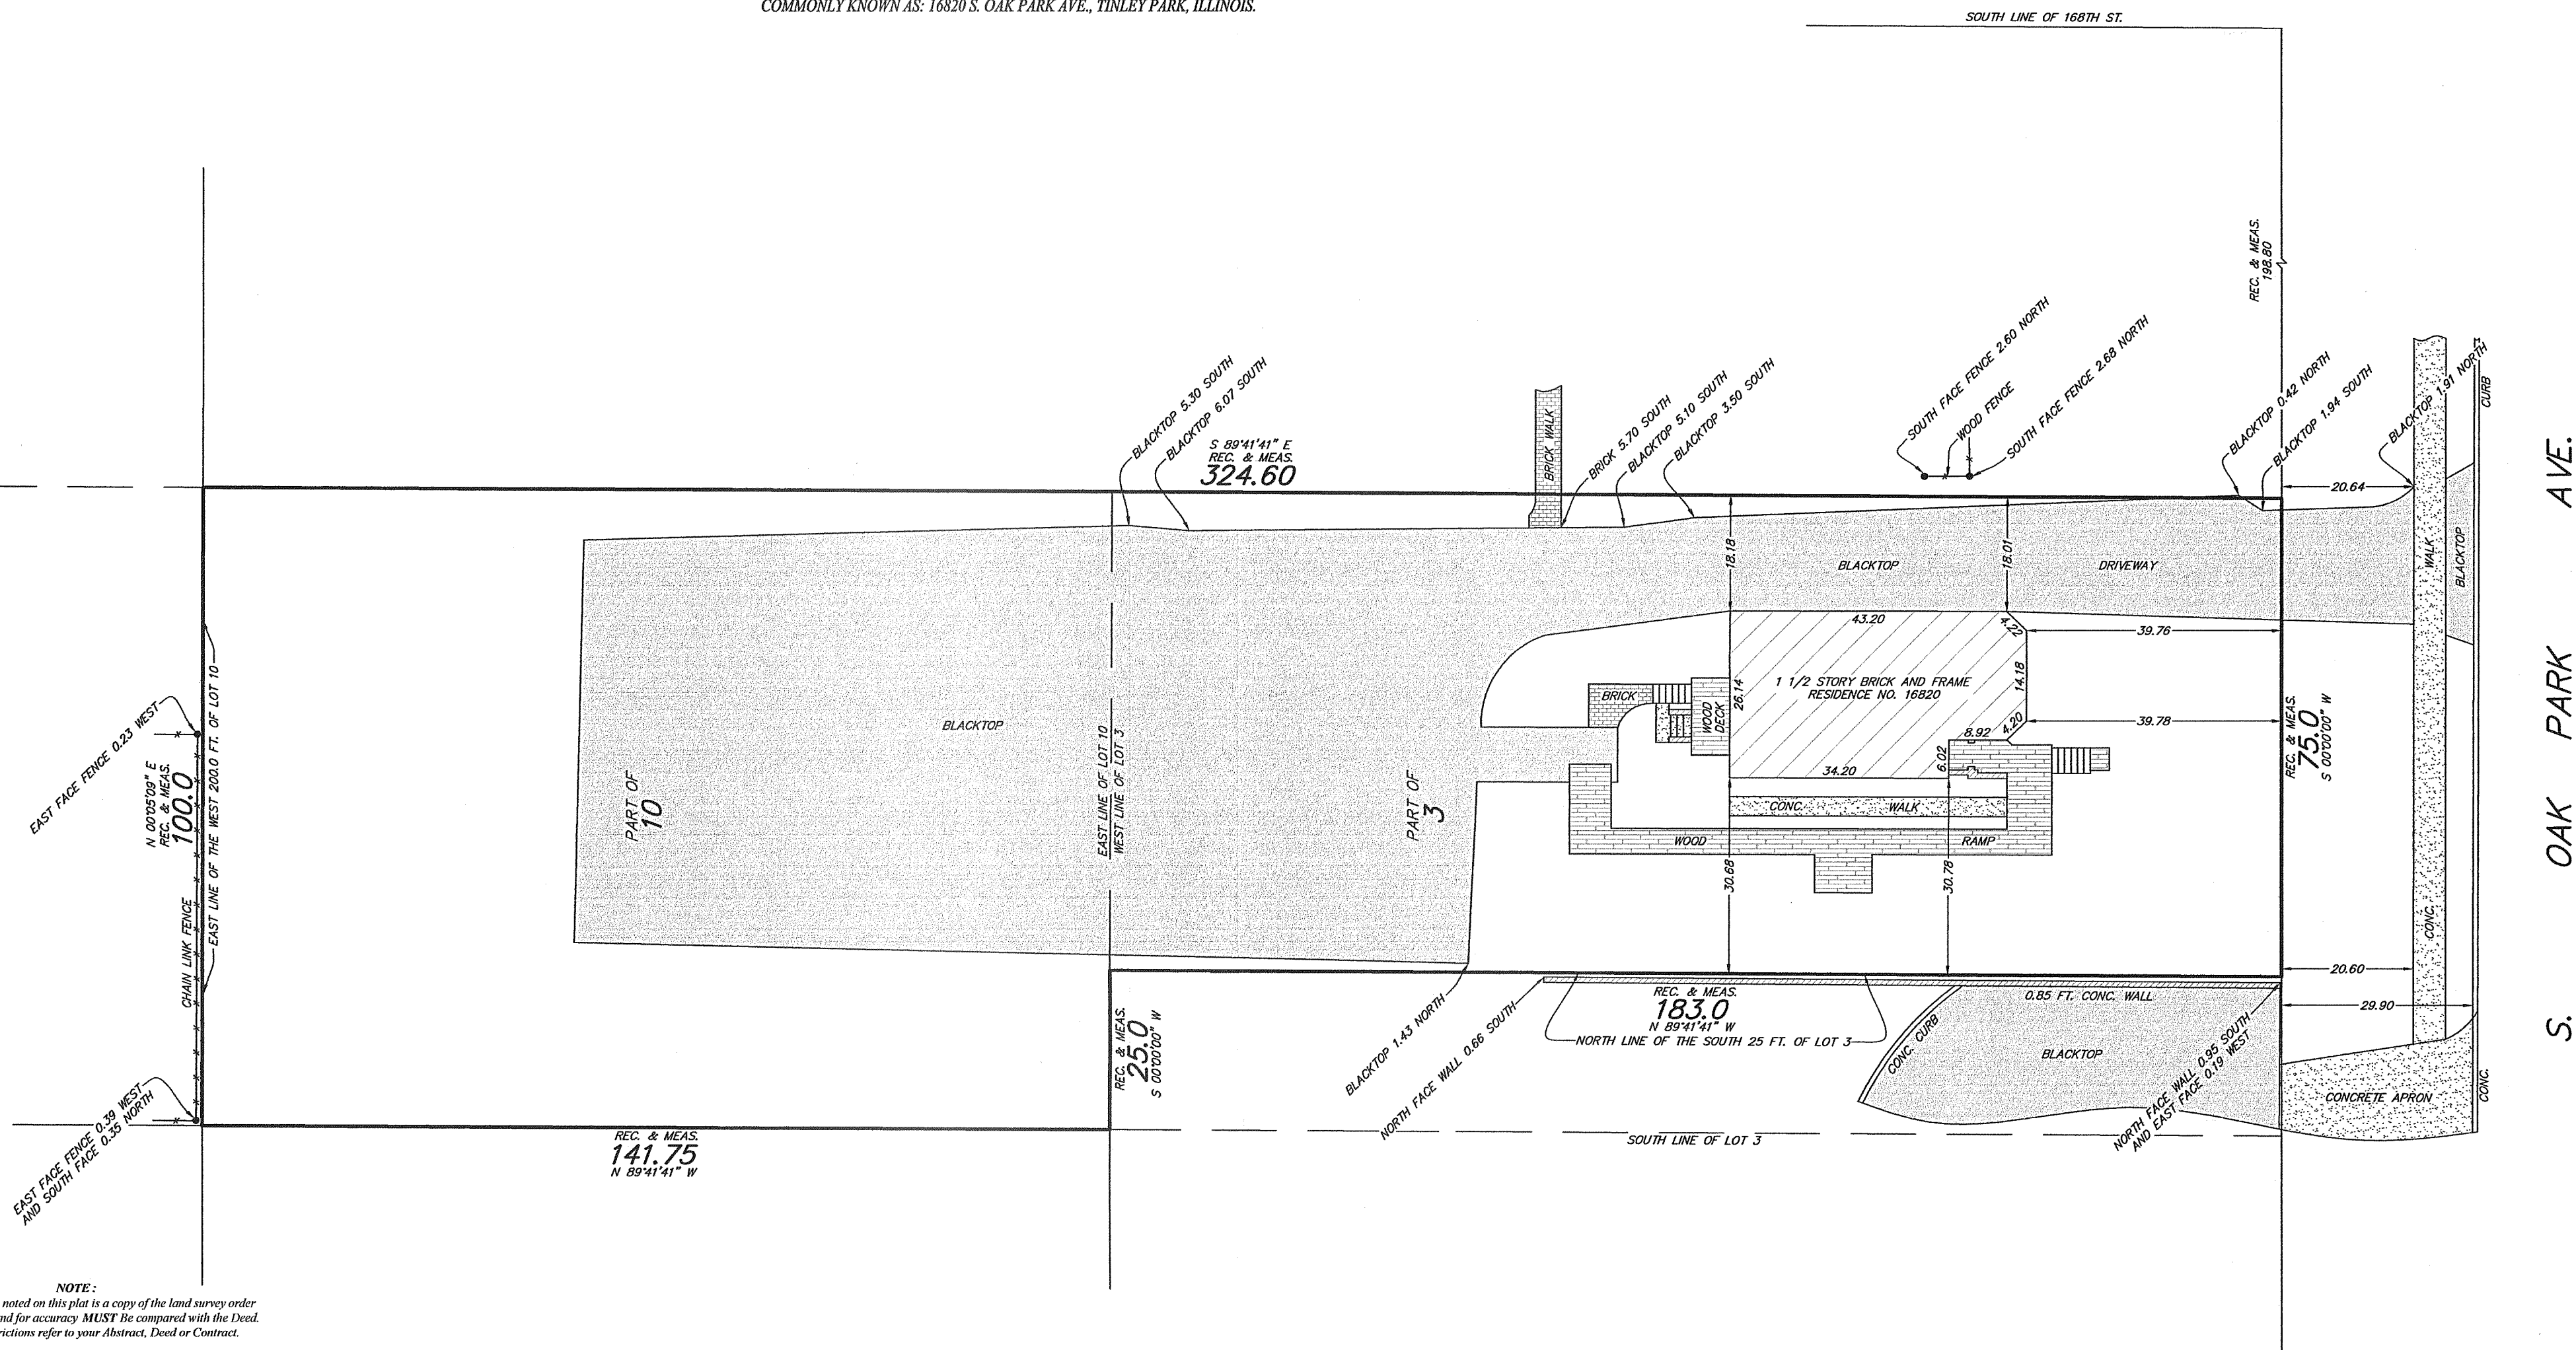 COMMONLY KNOWN AS: 16820 S. OAK PARK AVE., TINLEY PARK, ILLINOIS.
SOUTH LINE OF 168TH ST.
REC. & MEAS.
198.80
SOUTH FACE FENCE 2.60 NORTH
WOOD FENCE
SOUTH FACE FENCE 2.68 NORTH
BLACKTOP 0.42 NORTH
BLACKTOP 1.94 SOUTH
BLACKTOP 1.91 NORTH
CURB
BLACKTOP 5.30 SOUTH
BLACKTOP 6.07 SOUTH
S 89°41'41" E
REC. & MEAS.
324.60
BRICK WALK
BRICK 5.70 SOUTH
BLACKTOP 5.10 SOUTH
BLACKTOP 3.50 SOUTH
20.64
18.18
18.01
BLACKTOP
DRIVEWAY
WALK
BLACKTOP
S. OAK PARK AVE.
43.20
4.22
39.76
14.18
1 1/2 STORY BRICK AND FRAME
RESIDENCE NO. 16820
26.14
BRICK
WOOD
DECK
39.78
4.20
8.92
6.02
34.20
REC. & MEAS.
75.0
S 00°00'00" W
CONC. WALK
WOOD RAMP
30.68
30.78
BLACKTOP
PART OF
10
EAST LINE OF LOT 10
WEST LINE OF LOT 3
PART OF
3
EAST FACE FENCE 0.23 WEST
N 00°05'09" E
REC. & MEAS.
100.0
EAST LINE OF THE WEST 200.0 FT. OF LOT 10
CHAIN LINK FENCE
EAST FACE FENCE 0.39 WEST
AND SOUTH FACE 0.35 NORTH
REC. & MEAS.
25.0
S 00°00'00" W
BLACKTOP 1.43 NORTH
NORTH FACE WALL 0.66 SOUTH
REC. & MEAS.
183.0
N 89°41'41" W
NORTH LINE OF THE SOUTH 25 FT. OF LOT 3
0.85 FT. CONC. WALL
CONC. CURB
BLACKTOP
NORTH FACE WALL 0.95 SOUTH
AND EAST FACE 0.19 WEST
20.60
29.90
CONC.
CONCRETE APRON
CONC.
SOUTH LINE OF LOT 3
REC. & MEAS.
141.75
N 89°41'41" W
NOTE:
noted on this plat is a copy of the land survey order
nd for accuracy MUST Be compared with the Deed.
rictions refer to your Abstract, Deed or Contract.